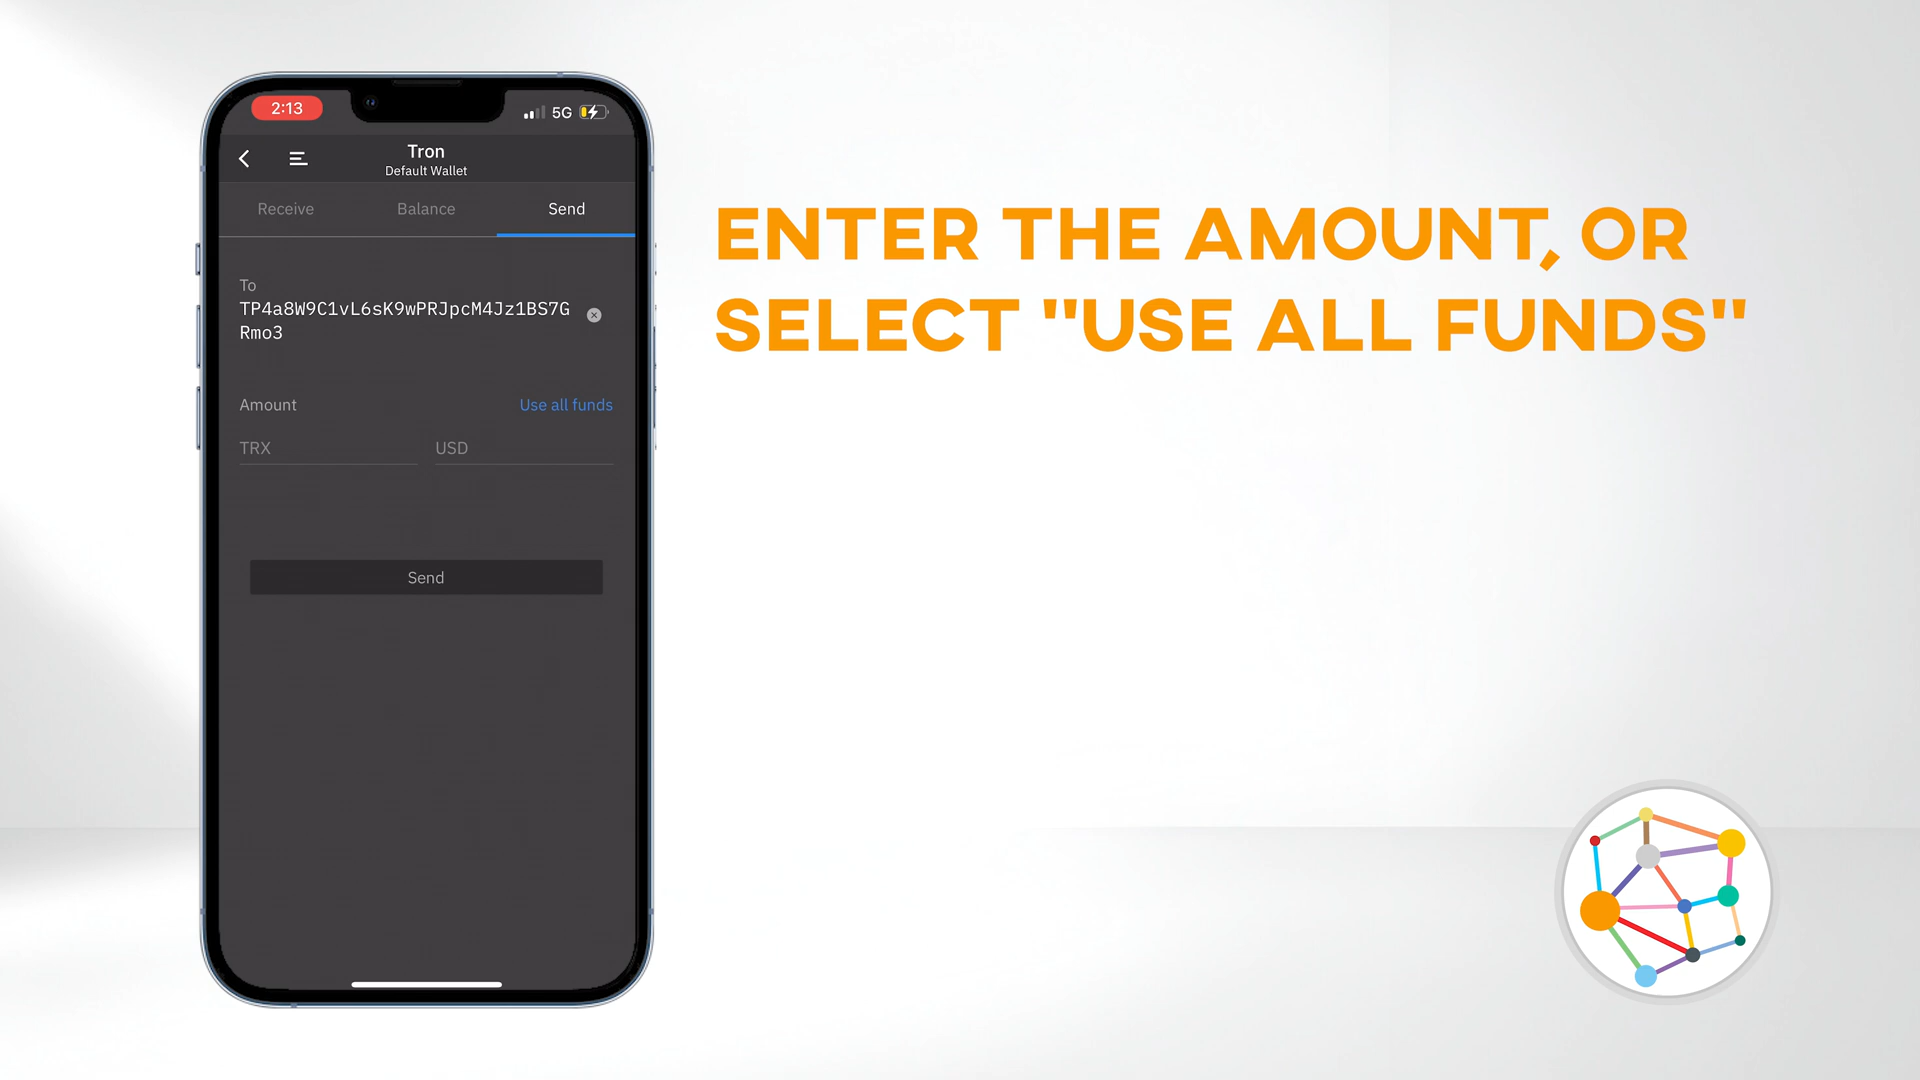 2:13
5G
Tron
Default Wallet
Receive
Balance
Send
To
TP4a8W9C1vL6sK9wPRJpcM4Jz1BS7G
Rmo3
Amount
Use all funds
TRX
USD
Send
ENTER THE AMOUNT, OR
SELECT "USE ALL FUNDS"